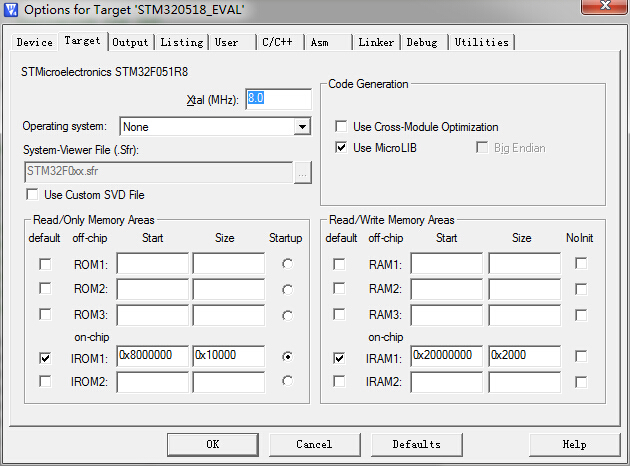 Options for Target 'STM320518_EVAL'
Device Target Output Listing User C/C++ Asm Linker Debug Utilities
STMicroelectronics STM32F051R8
Xtal (MHz): 8.0
Operating system: None
System-Viewer File (.Sfr):
STM32F0xx.sfr ...
Use Custom SVD File
Code Generation
Use Cross-Module Optimization
Use MicroLIB Big Endian
Read/Only Memory Areas
default off-chip Start Size Startup
ROM1:
ROM2:
ROM3:
on-chip
IROM1: 0x8000000 0x10000
IROM2:
Read/Write Memory Areas
default off-chip Start Size NoInit
RAM1:
RAM2:
RAM3:
on-chip
IRAM1: 0x20000000 0x2000
IRAM2:
OK Cancel Defaults Help